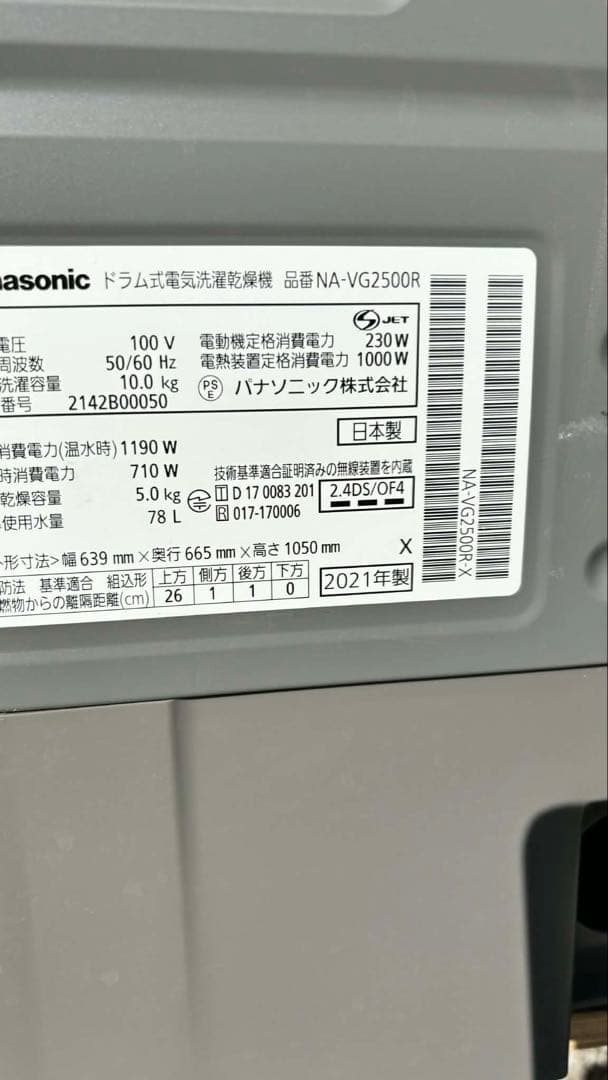 nasonic ドラム式電気洗濯乾燥機 品番 NA-VG2500R
電圧 100 V 電動機定格消費電力 230 W
周波数 50/60 Hz 電熱装置定格消費電力 1000 W
洗濯容量 10.0 kg PSE パナソニック株式会社
番号 2142B00050
S JET
消費電力(温水時) 1190 W 日本製
時消費電力 710 W 技術基準適合証明済みの無線装置を内蔵
乾燥容量 5.0 kg T D 17 0083 201 2.4DS/OF4
使用水量 78 L R 017-170006
形寸法>幅 639 mm×奥行 665 mm×高さ 1050 mm X
防法 基準適合 組込形 上方 側方 後方 下方
燃物からの離隔距離(cm) 26 1 1 0 2021年製
NA-VG2500R-X